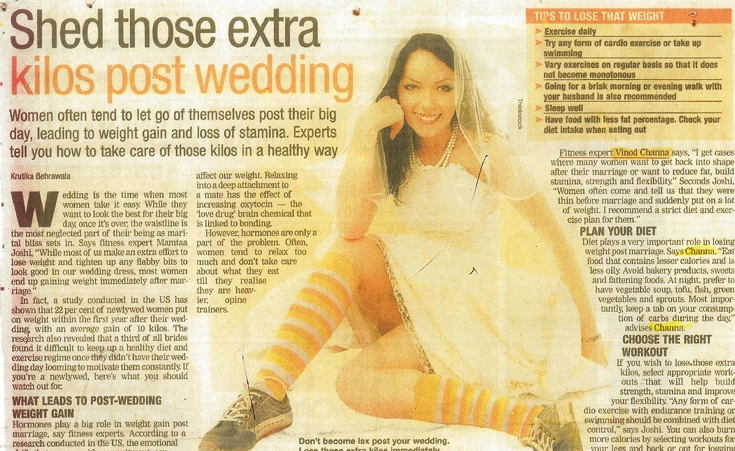 Shed those extra
kilos post wedding
Women often tend to let go of themselves post their big
day, leading to weight gain and loss of stamina. Experts
tell you how to take care of those kilos in a healthy way
Krutika Behrawala
Wedding is the time when most
women take it easy. While they
want to look the best for their big
day, once it's over, the waistline is
the most neglected part of their being as mari-
tal bliss sets in. Says fitness expert Mamtaa
Joshi, "While most of us make an extra effort to
lose weight and tighten up any flabby bits to
look good in our wedding dress, most women
end up gaining weight immediately after mar-
riage."
In fact, a study conducted in the US has
shown that 22 per cent of newlywed women put
on weight within the first year after their wed-
ding, with an average gain of 10 kilos. The
research also revealed that a third of all brides
found it difficult to keep up a healthy diet and
exercise regime once they didn't have their wed-
ding day looming to motivate them constantly. If
you're a newlywed, here's what you should
watch out for.
WHAT LEADS TO POST-WEDDING
WEIGHT GAIN
Hormones play a big role in weight gain post
marriage, say fitness experts. According to a
research conducted in the US, the emotional
affect our weight. Relaxing
into a deep attachment to
a mate has the effect of
increasing oxytocin — the
'love drug' brain chemical that
is linked to bonding.
However, hormones are only a
part of the problem. Often,
women tend to relax too
much and don't take care
about what they eat
till they realise
they are heav-
ier, opine
trainers.
Thinkstock
Don't become lax post your wedding.
Lose those extra kilos immediately
TIPS TO LOSE THAT WEIGHT
Exercise daily
Try any form of cardio exercise or take up
swimming
Vary exercises on regular basis so that it does
not become monotonous
Going for a brisk morning or evening walk with
your husband is also recommended
Sleep well
Have food with less fat percentage. Check your
diet intake when eating out
Fitness expert Vinod Channa says, "I get cases
where many women want to get back into shape
after their marriage or want to reduce fat, build
stamina, strength and flexibility." Seconds Joshi,
"Women often come and tell us that they were
thin before marriage and suddenly put on a lot
of weight. I recommend a strict diet and exer-
cise plan for them."
PLAN YOUR DIET
Diet plays a very important role in losing
weight post marriage. Says Channa, "Eat
food that contains lesser calories and is
less oily. Avoid bakery products, sweets
and fattening foods. At night, prefer to
have vegetable soup, tofu, fish, green
vegetables and sprouts. Most impor-
tantly, keep a tab on your consump-
tion of carbs during the day,"
advises Channa.
CHOOSE THE RIGHT
WORKOUT
If you wish to lose those extra
kilos, select appropriate work-
outs that will help build
strength, stamina and improve
your flexibility. "Any form of car-
dio exercise with endurance training or
swimming should be combined with diet
control," says Joshi. You can also burn
more calories by selecting workouts for
your legs and back or opt for jogging